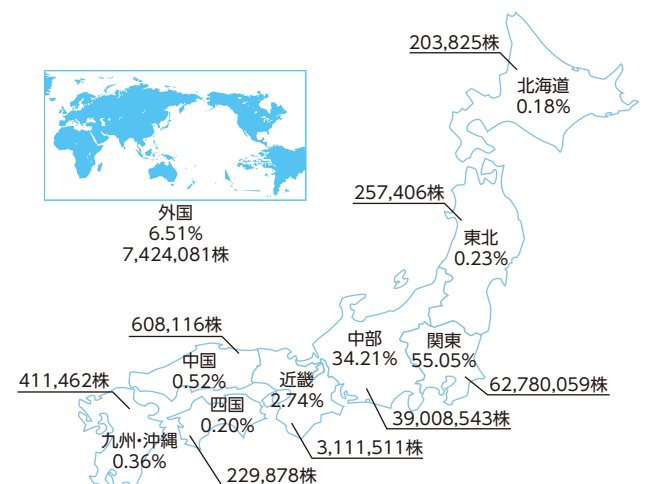 203,825株
北海道
0.18%
外国
6.51%
7,424,081株
257,406株
東北
0.23%
608,116株
中部
34.21%
関東
55.05%
中国
0.52%
近畿
2.74%
411,462株
62,780,059株
四国
0.20%
39,008,543株
九州・沖縄
0.36%
3,111,511株
229,878株